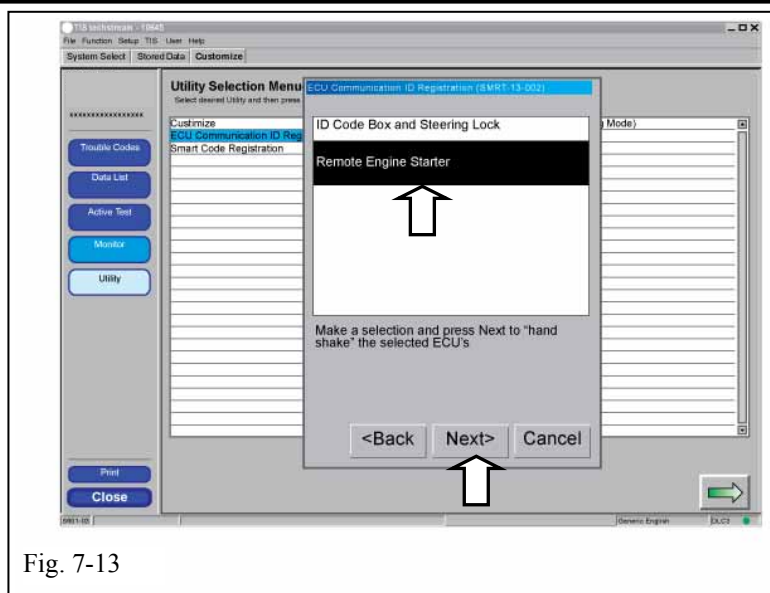 TIS techstream - 10845
File Function Setup TIS User Help
System Select Stored Data Customize
Utility Selection Menu
Select desired Utility and then press
xxxxxxxxxxxxxxxxx
Trouble Codes
Data List
Active Test
Monitor
Utility
Print
Close
Custimize
ECU Communication ID Reg
Smart Code Registration
g Mode)
ECU Communication ID Registration (SMRT-13-002)
ID Code Box and Steering Lock
Remote Engine Starter
Make a selection and press Next to "hand
shake" the selected ECU's
<Back Next> Cancel
Generic English DLC3
Fig. 7-13